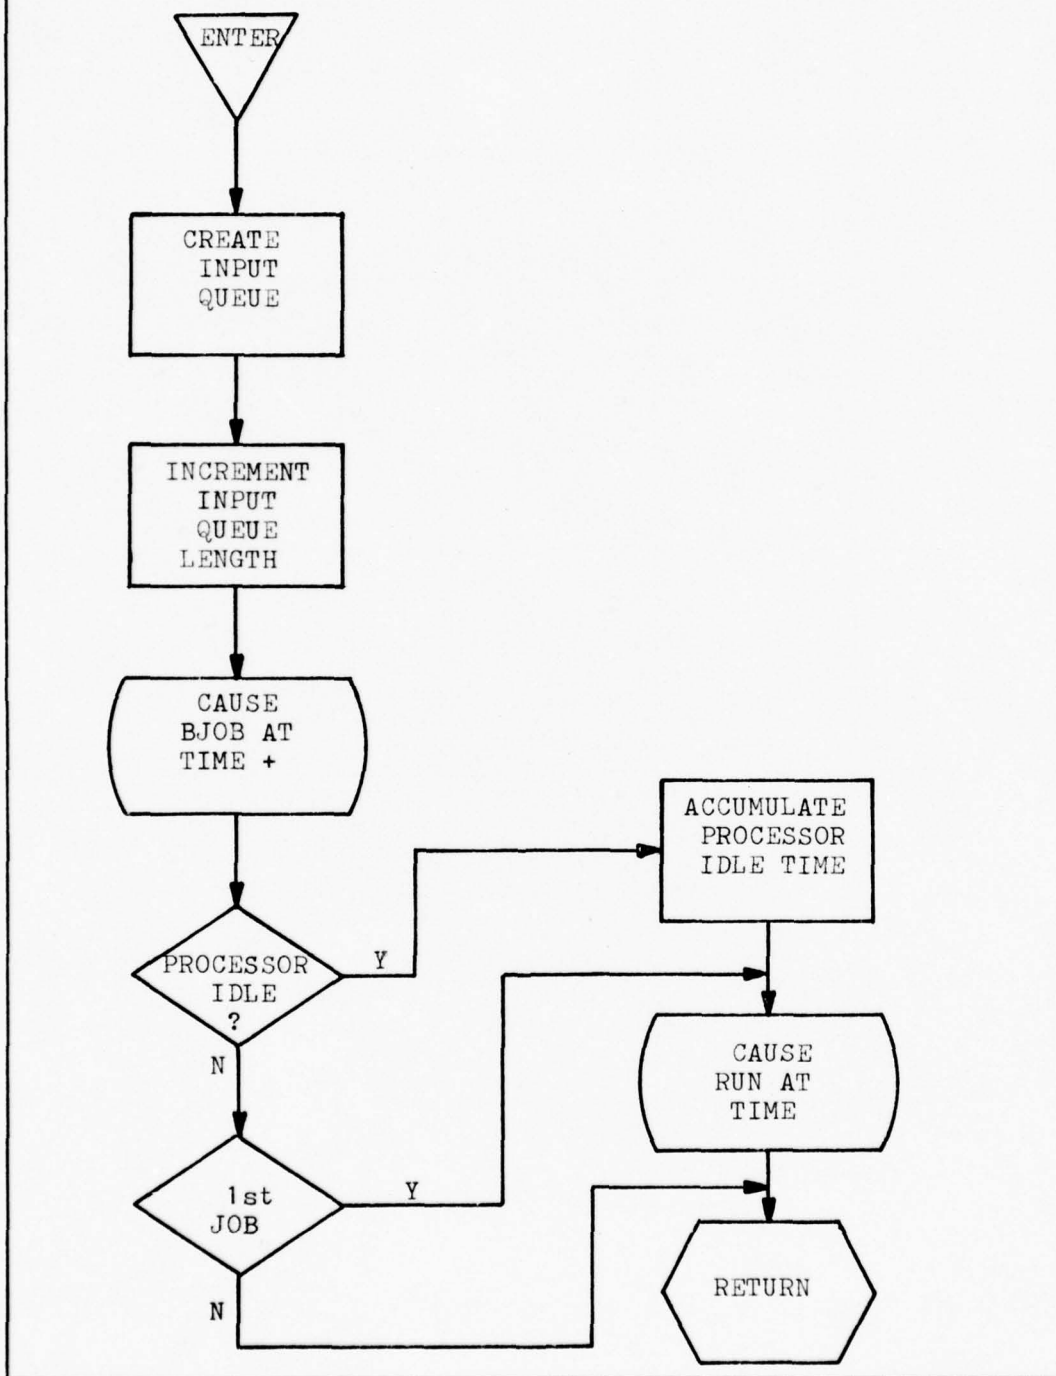 ENTER
CREATE
INPUT
QUEUE
INCREMENT
INPUT
QUEUE
LENGTH
CAUSE
BJOB AT
TIME +
PROCESSOR
IDLE
?
Y
N
1st
JOB
Y
N
ACCUMULATE
PROCESSOR
IDLE TIME
CAUSE
RUN AT
TIME
RETURN